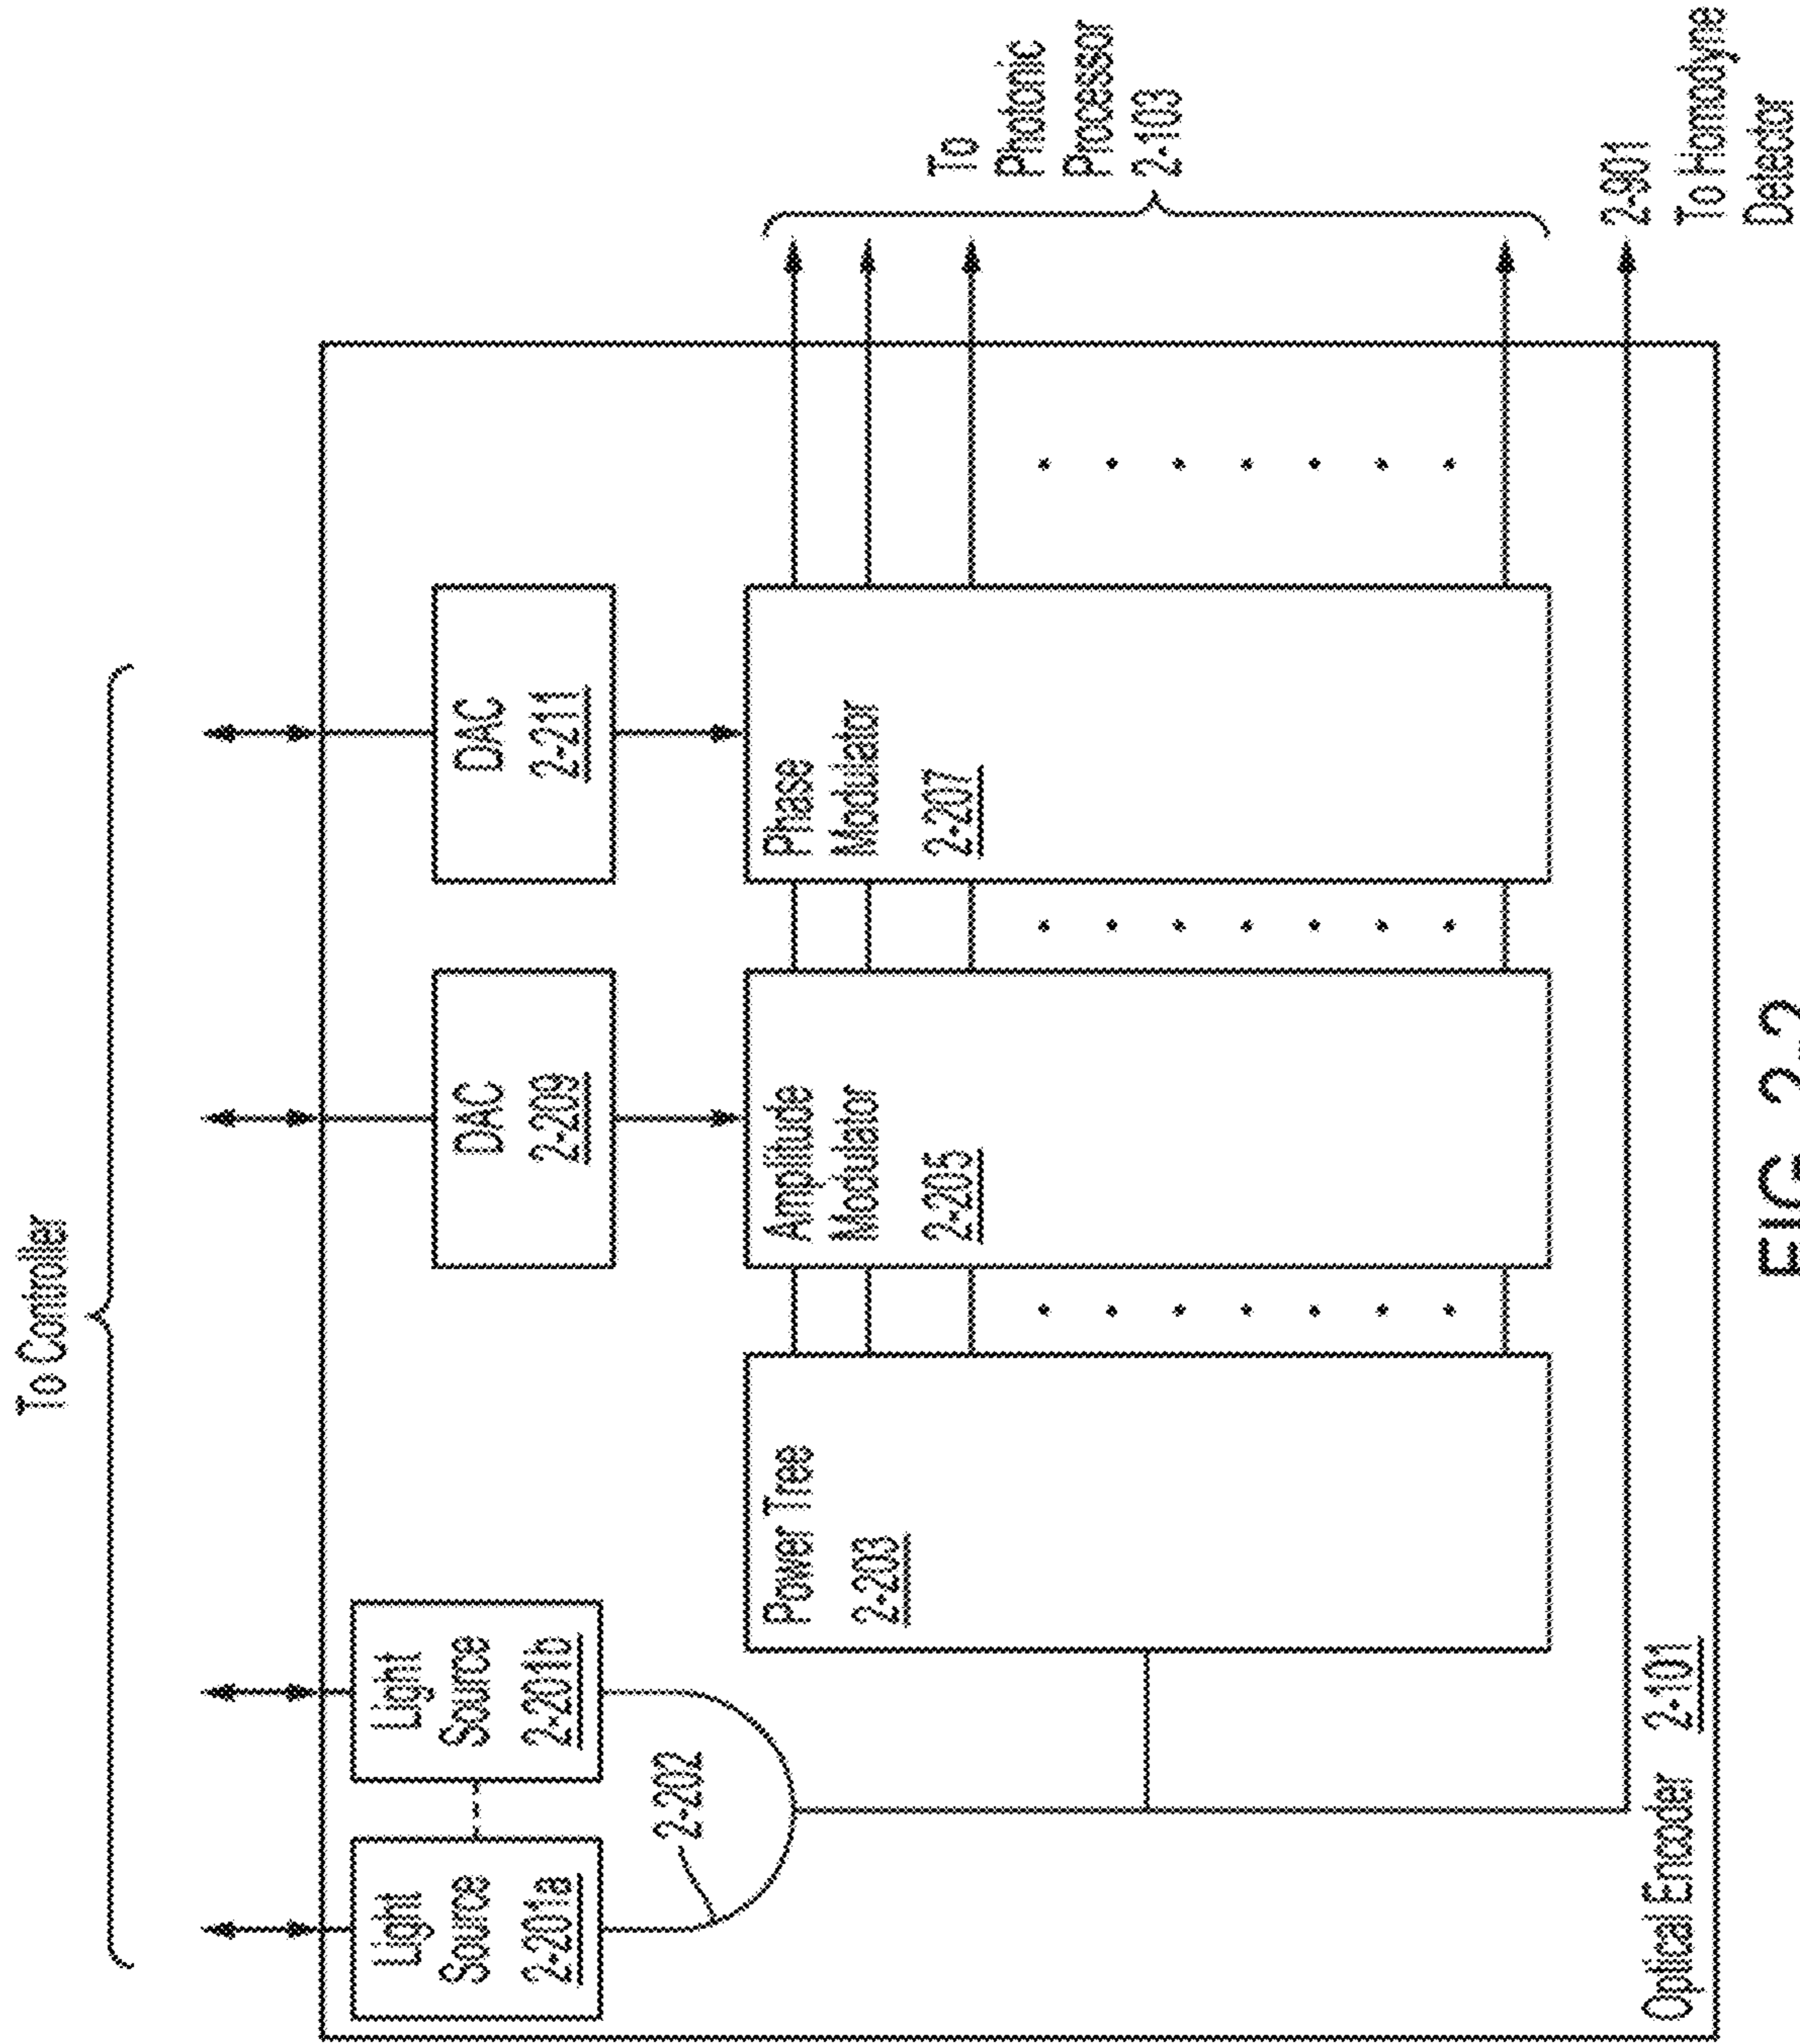 To Controller
Light
Source
2-201a
Light
Source
2-201b
2-202
DAC
2-209
DAC
2-211
Power Tree
2-203
Amplitude
Modulator
2-205
Phase
Modulator
2-207
To
Photonic
Processor
2-103
2-901
To Homodyne
Detector
Optical Encoder 2-101
FIG. 2-2